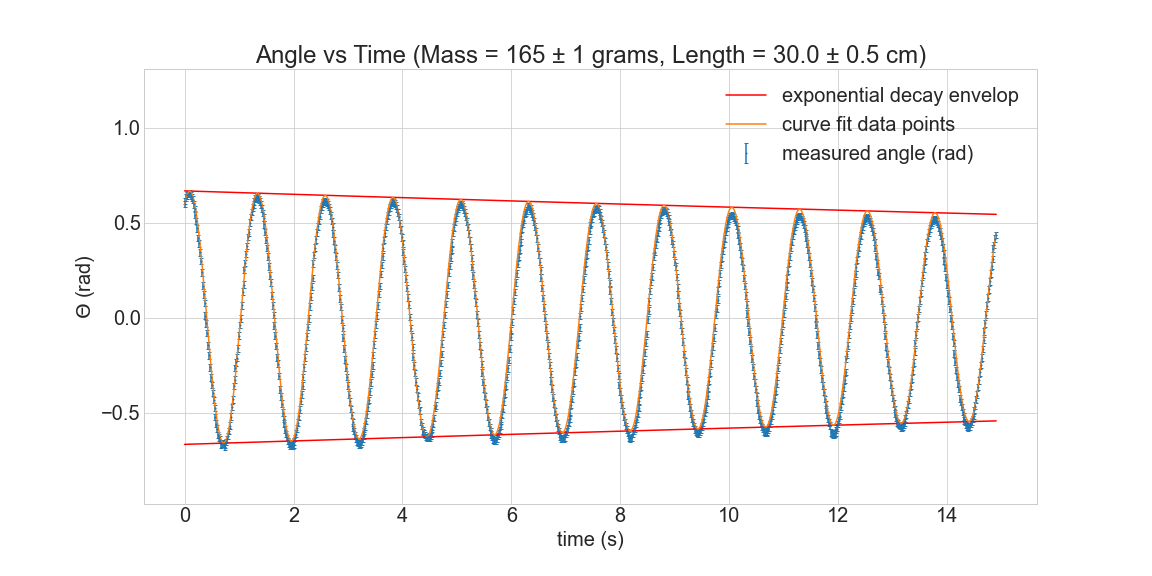 Angle vs Time (Mass = 165 ± 1 grams, Length = 30.0 ± 0.5 cm)
exponential decay envelop
curve fit data points
measured angle (rad)
1.0
0.5
0.0
−0.5
Θ (rad)
0 2 4 6 8 10 12 14
time (s)